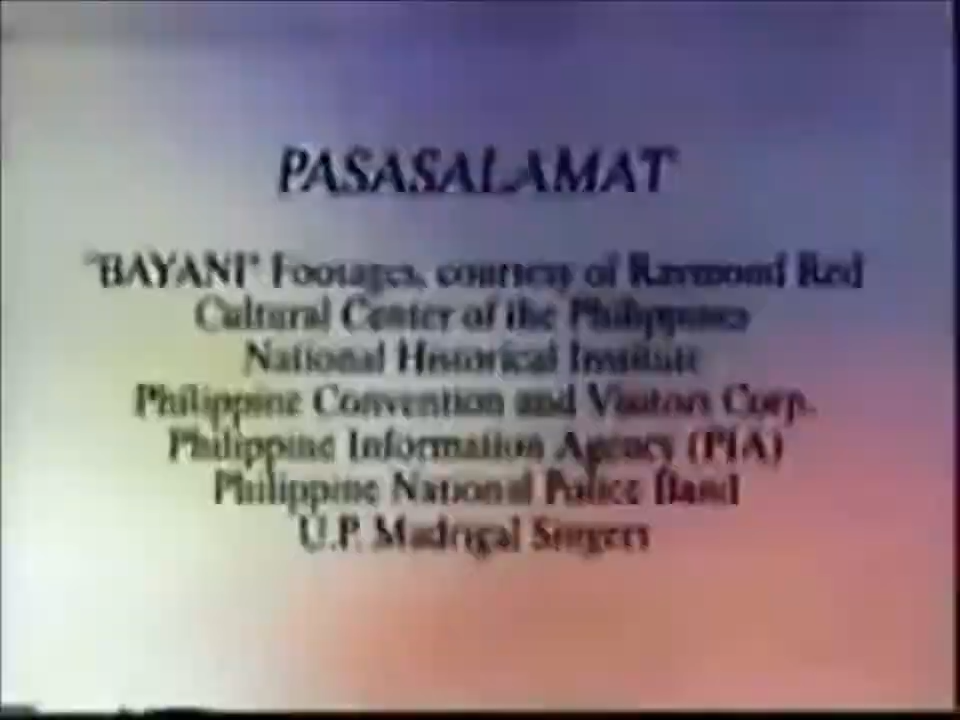 PASASALAMAT
"BAYANI" Footages, courtesy of Raymond Red
Cultural Center of the Philippines
National Historical Institute
Philippine Convention and Visitors Corp.
Philippine Information Agency (PIA)
Philippine National Police Band
U.P. Madrigal Singers